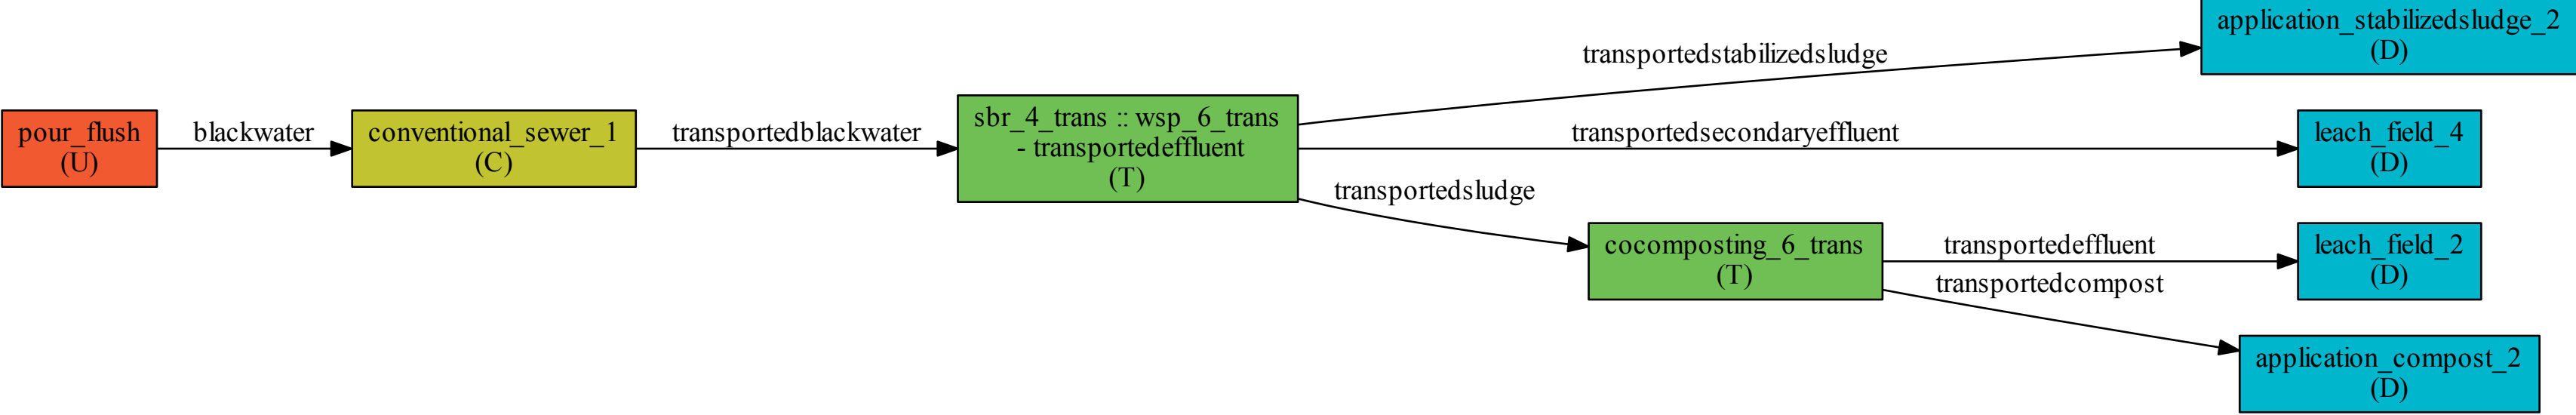 pour_flush
(U)
blackwater
conventional_sewer_1
(C)
transportedblackwater
sbr_4_trans :: wsp_6_trans
- transportedeffluent
(T)
transportedstabilizedsludge
application_stabilizedsludge_2
(D)
transportedsecondaryeffluent
leach_field_4
(D)
transportedsludge
cocomposting_6_trans
(T)
transportedeffluent
leach_field_2
(D)
transportedcompost
application_compost_2
(D)